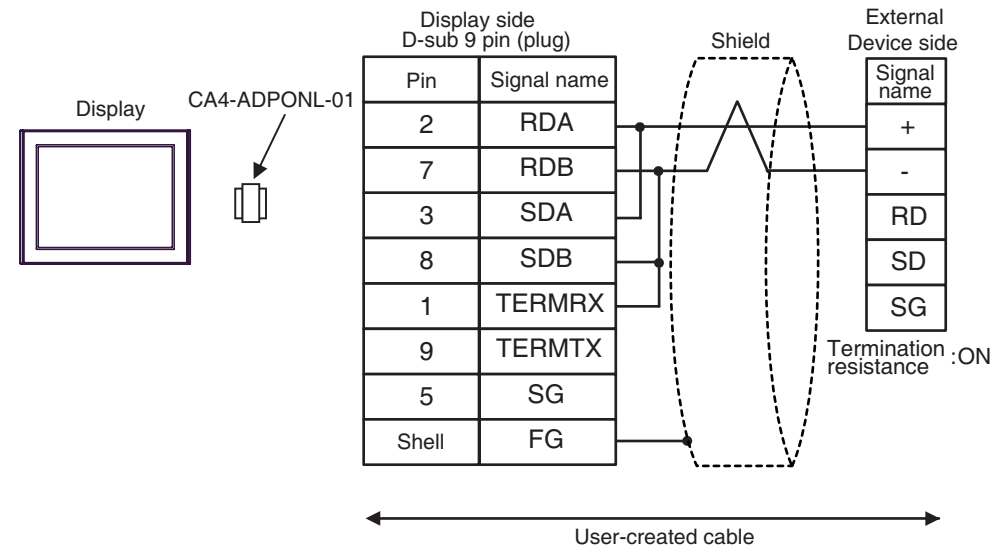 Display side
D-sub 9 pin (plug)
Shield
External
Device side
Display
CA4-ADPONL-01
Pin Signal name
2 RDA
7 RDB
3 SDA
8 SDB
1 TERMRX
9 TERMTX
5 SG
Shell FG
Signal
name
+
-
RD
SD
SG
Termination
resistance :ON
User-created cable